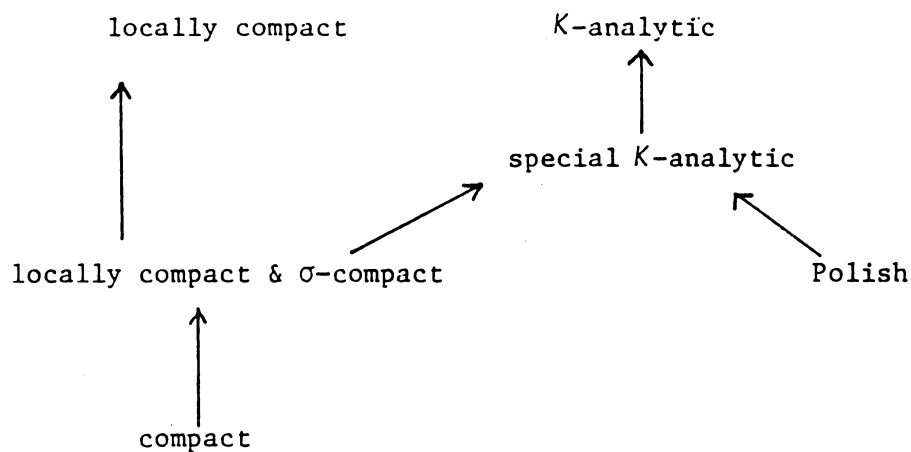 locally compact
K-analytic
special K-analytic
locally compact & σ-compact
Polish
compact